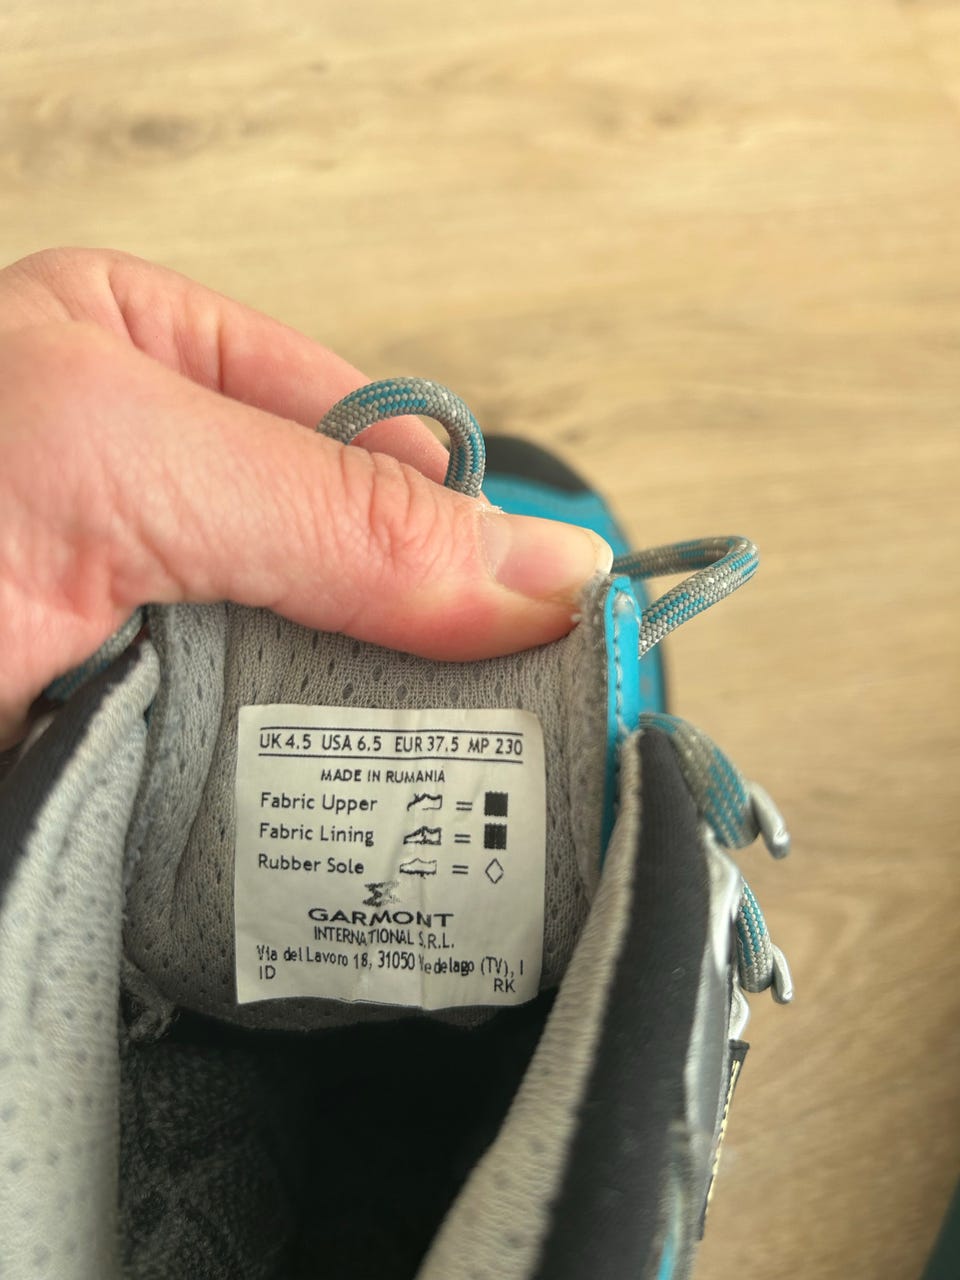 UK 4.5 USA 6.5 EUR 37.5 MP 230
MADE IN RUMANIA
Fabric Upper =
Fabric Lining =
Rubber Sole =
GARMONT
INTERNATIONAL S.R.L.
Via del Lavoro 18, 31050 Vedelago (TV), I
ID RK